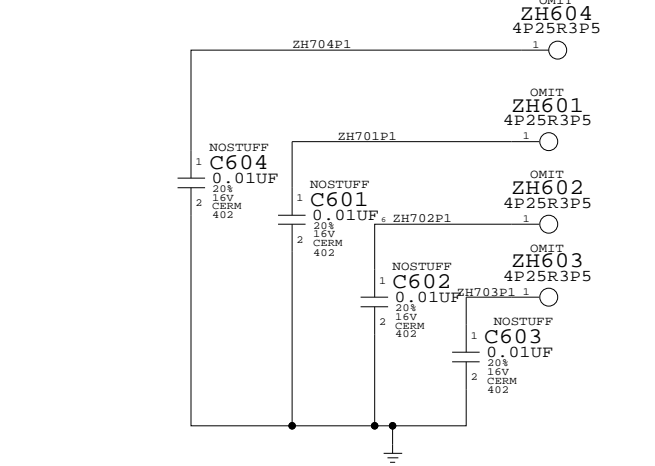 OMIT
ZH604
4P25R3P5
ZH704P1 1
OMIT
ZH601
4P25R3P5
ZH701P1 1
NOSTUFF
1 C604
0.01UF
20%
2 16V
CERM
402
NOSTUFF
1 C601
0.01UF
20%
2 16V
CERM
402
OMIT
ZH602
4P25R3P5
6 ZH702P1 1
NOSTUFF
1 C602
0.01UF
20%
2 16V
CERM
402
OMIT
ZH603
4P25R3P5
ZH703P1 1
NOSTUFF
1 C603
0.01UF
20%
2 16V
CERM
402